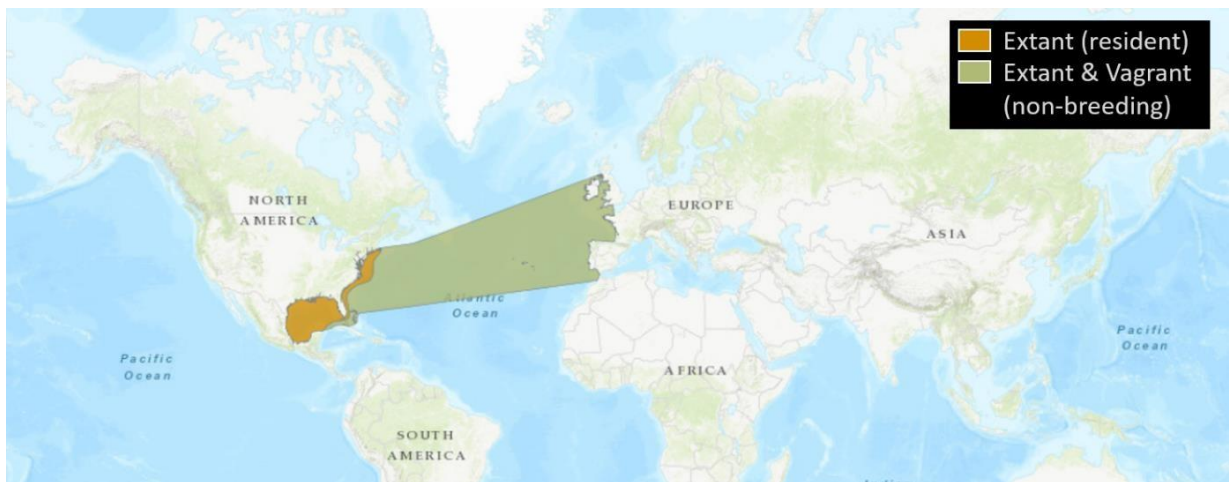 Extant (resident)
Extant & Vagrant
(non-breeding)
NORTH
AMERICA
EUROPE
ASIA
Atlantic
Ocean
Pacific
Ocean
Pacific
Ocean
AFRICA
SOUTH
AMERICA